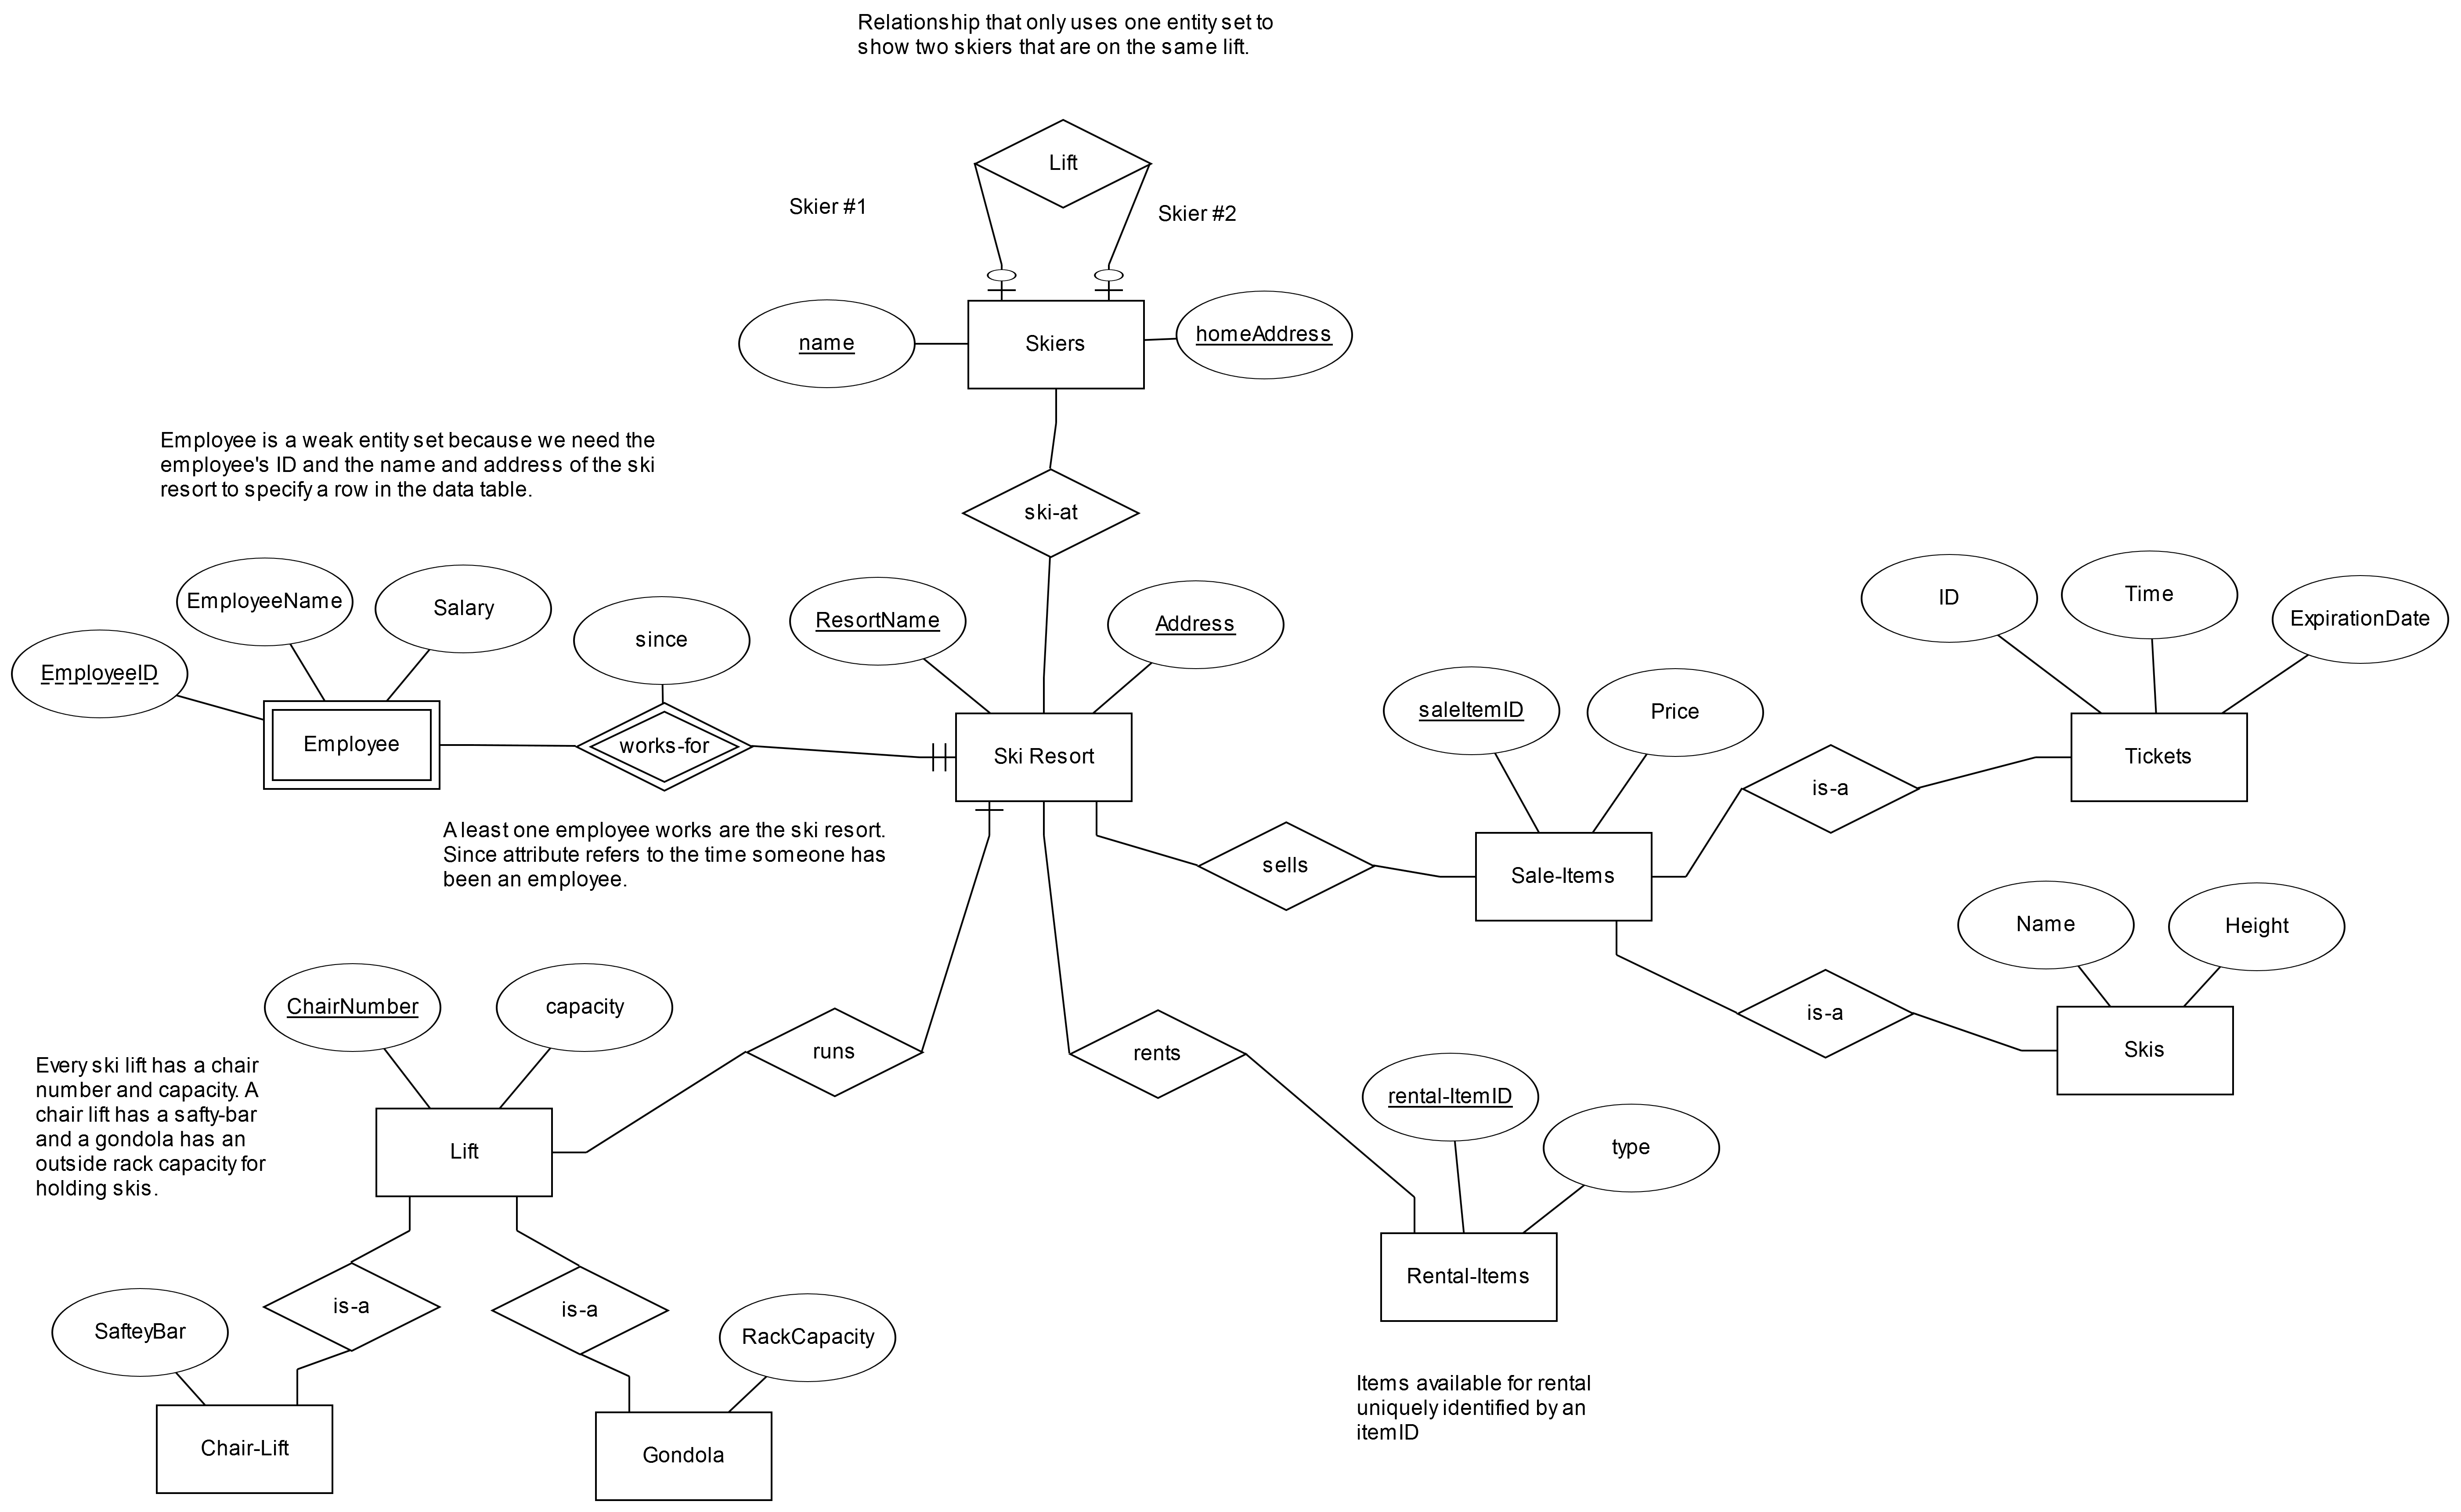 Relationship that only uses one entity set to
show two skiers that are on the same lift.
Lift
Skier #1
Skier #2
name
Skiers
homeAddress
Employee is a weak entity set because we need the
employee's ID and the name and address of the ski
resort to specify a row in the data table.
ski-at
EmployeeID
EmployeeName
Salary
since
ResortName
Address
Employee
works-for
Ski Resort
A least one employee works are the ski resort.
Since attribute refers to the time someone has
been an employee.
ID
Time
ExpirationDate
saleItemID
Price
is-a
Tickets
sells
Sale-Items
Name
Height
is-a
Skis
ChairNumber
capacity
runs
rents
Every ski lift has a chair
number and capacity. A
chair lift has a safty-bar
and a gondola has an
outside rack capacity for
holding skis.
Lift
rental-ItemID
type
Rental-Items
is-a
is-a
SafteyBar
RackCapacity
Chair-Lift
Gondola
Items available for rental
uniquely identified by an
itemID